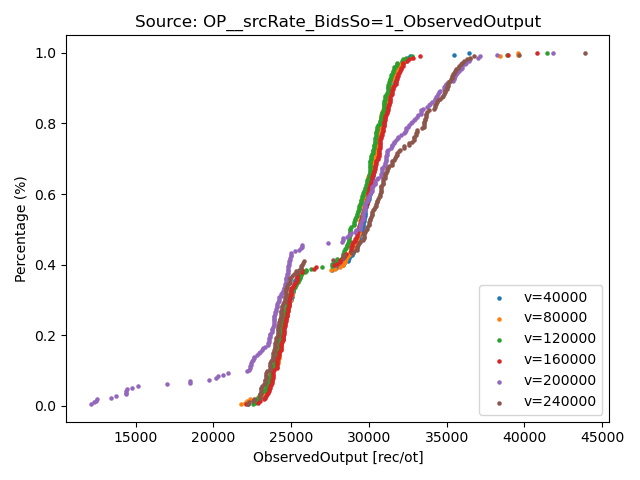 Source: OP__srcRate_BidsSo=1_ObservedOutput
1.0%
0.8%
0.6%
0.4%
0.2%
0.0%
Percentage (%)
v=40000
v=80000
v=120000
v=160000
v=200000
v=240000
15000 20000 25000 30000 35000 40000 45000
ObservedOutput [rec/ot]